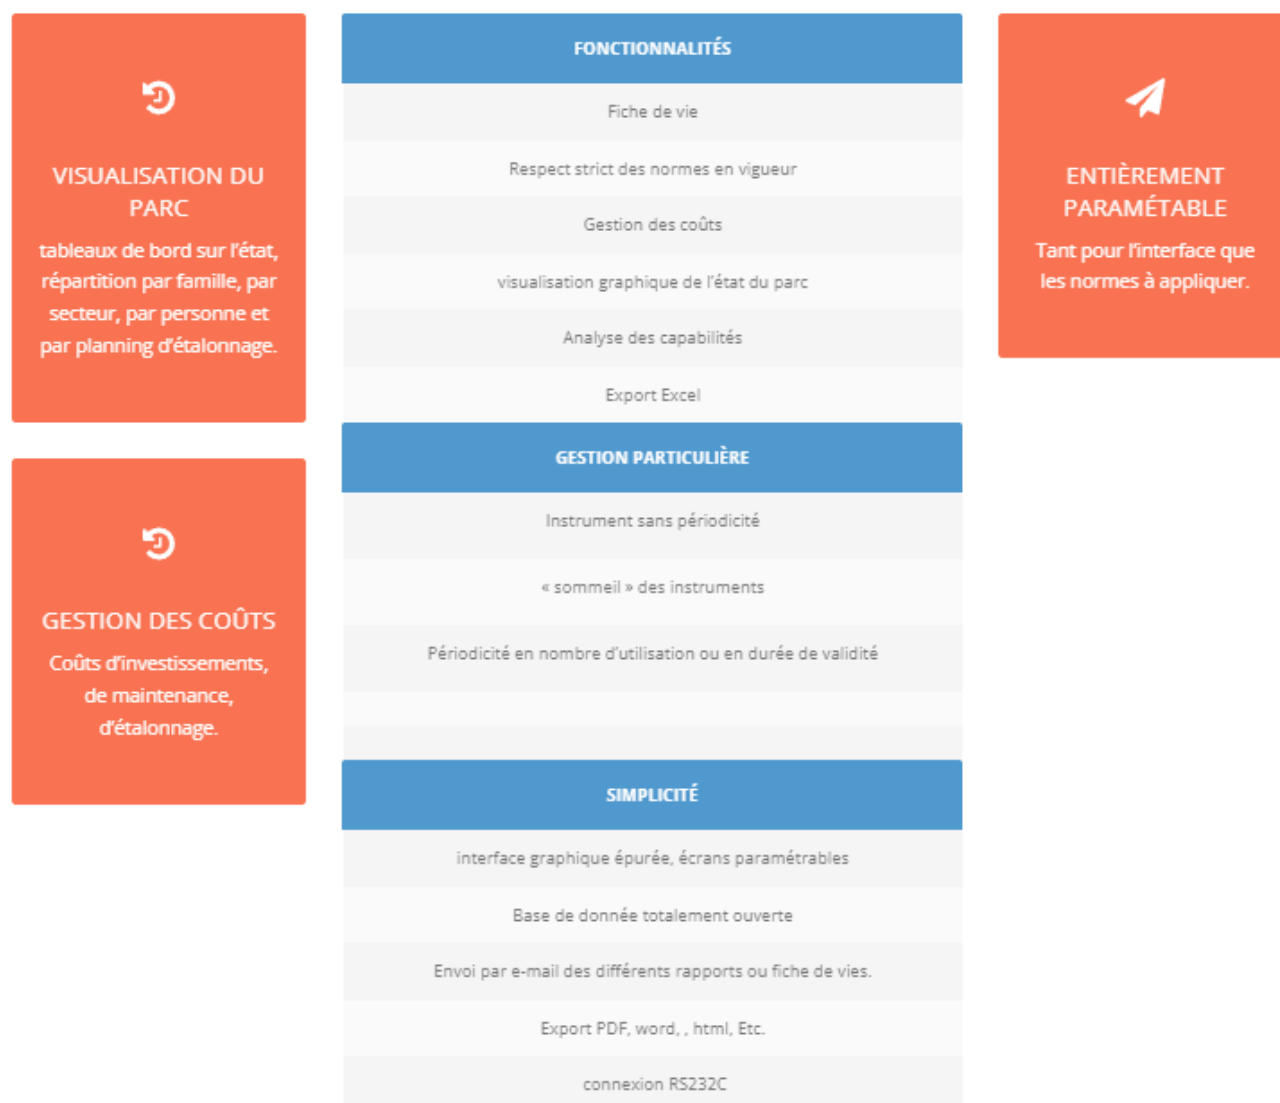 VISUALISATION DU
PARC
tableaux de bord sur l'état,
répartition par famille, par
secteur, par personne et
par planning d'étalonnage.
GESTION DES COÛTS
Coûts d'investissements,
de maintenance,
d'étalonnage.
FONCTIONNALITÉS
Fiche de vie
Respect strict des normes en vigueur
Gestion des coûts
visualisation graphique de l'état du parc
Analyse des capabilités
Export Excel
GESTION PARTICULIÈRE
Instrument sans périodicité
« sommeil » des instruments
Périodicité en nombre d'utilisation ou en durée de validité
SIMPLICITÉ
interface graphique épurée, écrans paramétrables
Base de donnée totalement ouverte
Envoi par e-mail des différents rapports ou fiche de vies.
Export PDF, word, , html, Etc.
connexion RS232C
ENTIÈREMENT
PARAMÉTABLE
Tant pour l'interface que
les normes à appliquer.